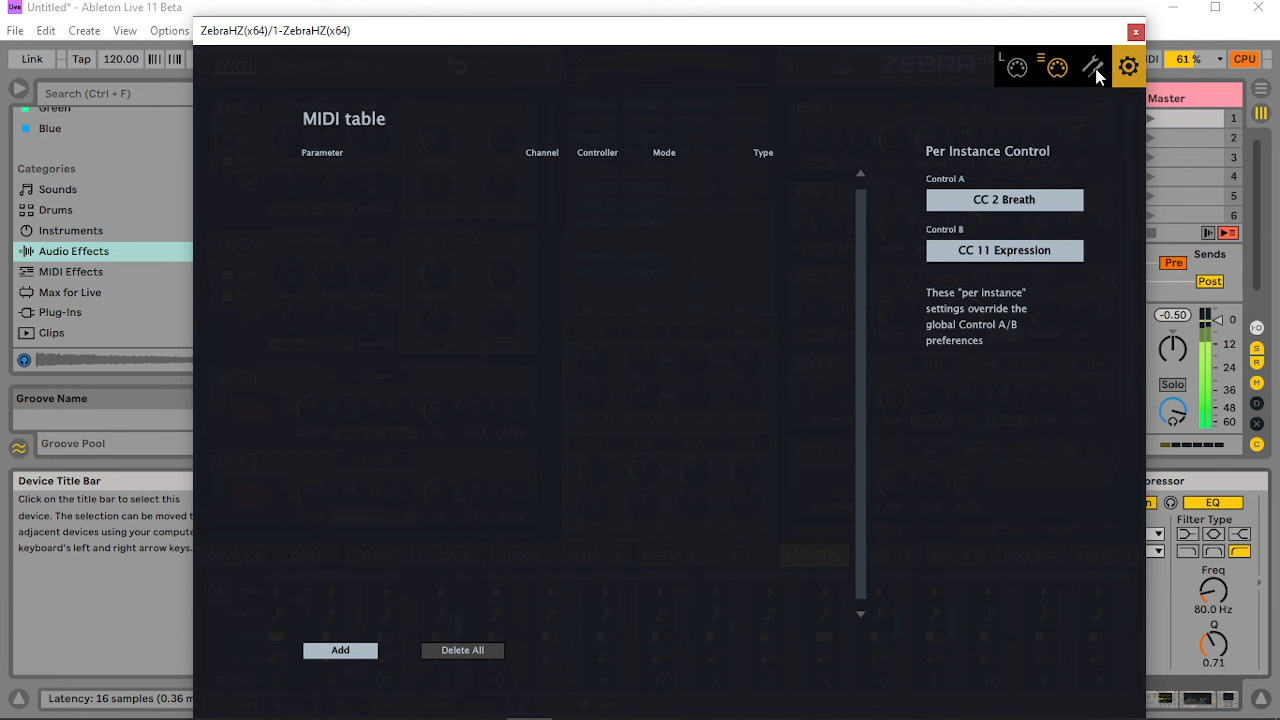 Live
Untitled* - Ableton Live 11 Beta
File Edit Create View Options
Link Tap 120.00
ZebraHZ(x64)/1-ZebraHZ(x64)
x
SYNTH
ZEBRA
L
61 % CPU
Search (Ctrl + F)
Green
Blue
Categories
Sounds
Drums
Instruments
Audio Effects
MIDI Effects
Max for Live
Plug-Ins
Clips
Groove Name
Groove Pool
Device Title Bar
Click on the title bar to select this
device. The selection can be moved t
adjacent devices using your compute
keyboard's left and right arrow keys.
Latency: 16 samples (0.36 m
MIDI table
Parameter Channel Controller Mode Type
Add Delete All
Per Instance Control
Control A
CC 2 Breath
Control B
CC 11 Expression
These "per instance"
settings override the
global Control A/B
preferences
Master
1
2
3
4
5
6
Sends
Pre
Post
-0.50
0
12
24
36
48
60
Solo
I-O
S
R
M
D
X
C
pressor
EQ
Filter Type
Freq
80.0 Hz
Q
0.71